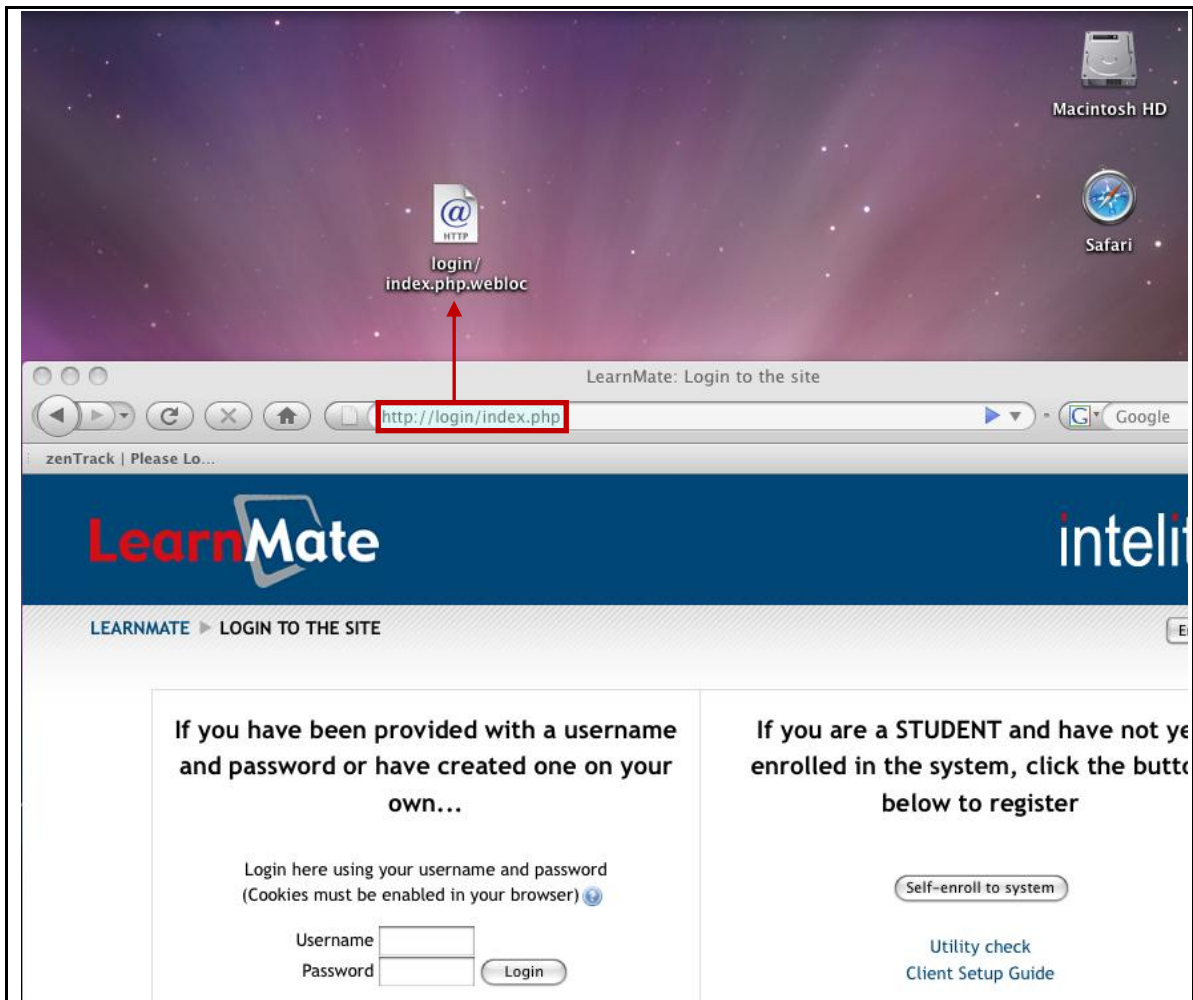 Macintosh HD
@
HTTP
Safari
login/
index.php.webloc
LearnMate: Login to the site
http://login/index.php
G
Google
zenTrack | Please Lo...
LearnMate
intelit
LEARNMATE ▶ LOGIN TO THE SITE
If you have been provided with a username
and password or have created one on your
own...
Login here using your username and password
(Cookies must be enabled in your browser)
Username
Password
Login
If you are a STUDENT and have not ye
enrolled in the system, click the butto
below to register
Self-enroll to system
Utility check
Client Setup Guide